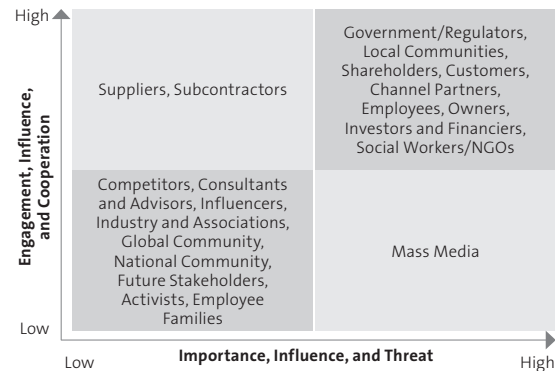 High
Engagement, Influence,
and Cooperation
Low
Suppliers, Subcontractors
Government/Regulators,
Local Communities,
Shareholders, Customers,
Channel Partners,
Employees, Owners,
Investors and Financiers,
Social Workers/NGOs
Competitors, Consultants
and Advisors, Influencers,
Industry and Associations,
Global Community,
National Community,
Future Stakeholders,
Activists, Employee
Families
Mass Media
Low
Importance, Influence, and Threat
High